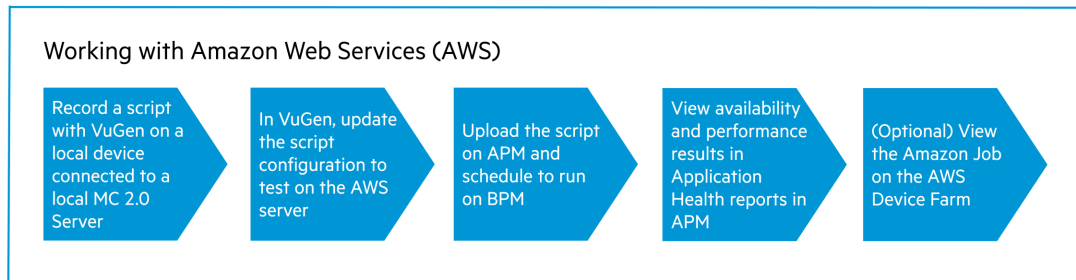 Working with Amazon Web Services (AWS)
Record a script
with VuGen on a
local device
connected to a
local MC 2.0
Server
In VuGen, update
the script
configuration to
test on the AWS
server
Upload the script
on APM and
schedule to run
on BPM
View availability
and performance
results in
Application
Health reports in
APM
(Optional) View
the Amazon Job
on the AWS
Device Farm